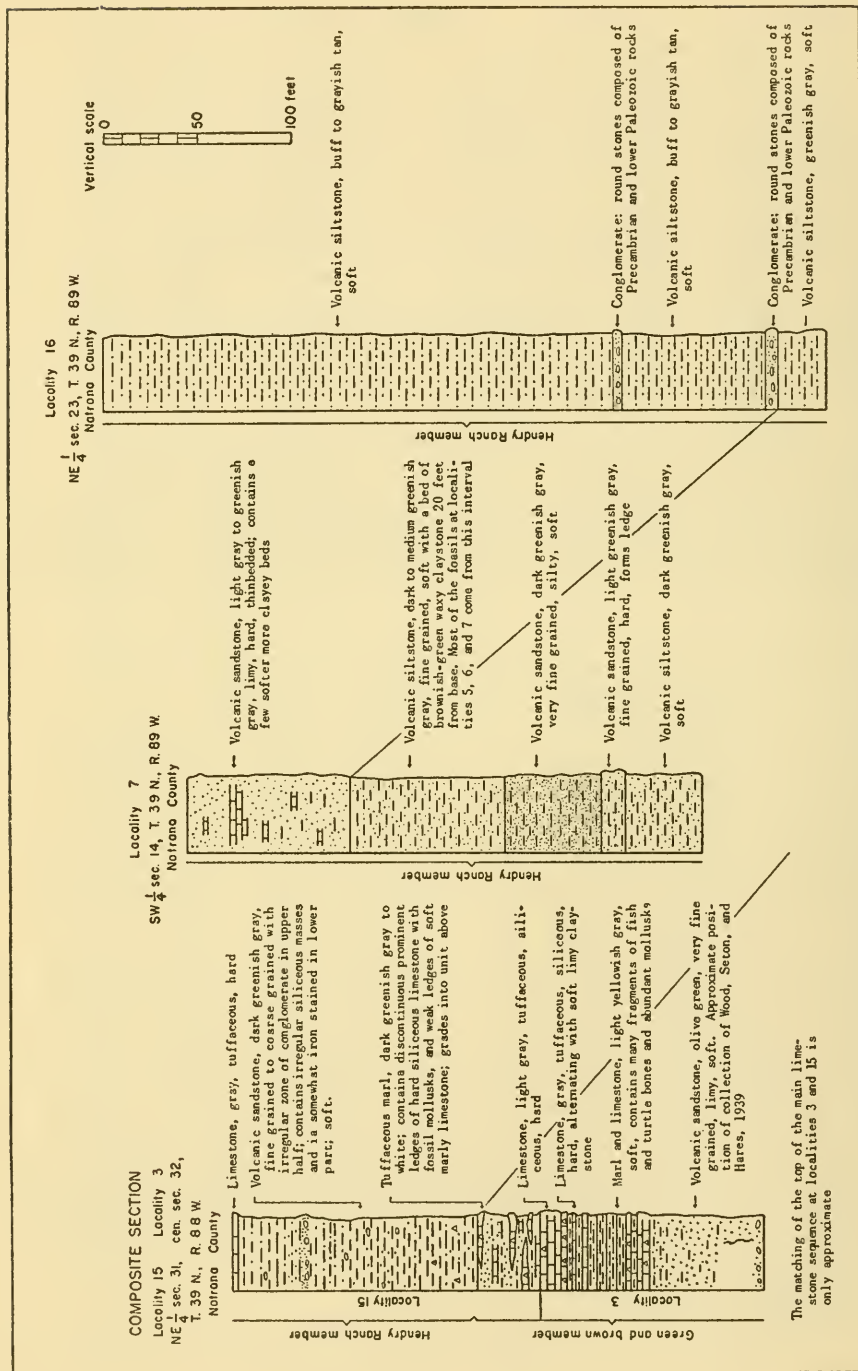 COMPOSITE SECTION
Locality 15 Locality 3
NE 1/4 sec. 31, cen. sec. 32,
T. 39 N., R. 88 W.
Natrona County
Hendry Ranch member
Green and brown member
Locality 15
Locality 3
Limestone, gray, tuffaceous, hard
Volcanic sandstone, dark greenish gray,
fine grained to coarse grained with
irregular zone of conglomerate in upper
half; contains irregular siliceous masses
and is somewhat iron stained in lower
part; soft.
Tuffaceous marl, dark greenish gray to
white; contains discontinuous prominent
ledges of hard siliceous limestone with
fossil mollusks, and weak ledges of soft
marly limestone; grades into unit above
Limestone, light gray, tuffaceous, sili-
ceous, hard
Limestone, gray, tuffaceous, siliceous,
hard, alternating with soft limy clay-
stone
Marl and limestone, light yellowish gray,
soft, contains many fragments of fish
and turtle bones and abundant mollusks
Volcanic sandstone, olive green, very fine
grained, limy, soft. Approximate posi-
tion of collection of Wood, Seton, and
Hares, 1939
The matching of the top of the main lime-
stone sequence at localities 3 and 15 is
only approximate
Locality 7
SW 1/4 sec. 14, T. 39 N., R. 89 W.
Natrona County
Hendry Ranch member
Volcanic sandstone, light gray to greenish
gray, limy, hard, thinbedded; contains a
few softer more clayey beds
Volcanic siltstone, dark to medium greenish
gray, fine grained, soft with a bed of
brownish-green waxy claystone 20 feet
from base. Most of the fossils at locali-
ties 5, 6, and 7 come from this interval
Volcanic sandstone, dark greenish gray,
very fine grained, silty, soft
Volcanic sandstone, light greenish gray,
fine grained, hard, forms ledge
Volcanic siltstone, dark greenish gray,
soft
Locality 16
NE 1/4 sec. 23, T. 39 N., R. 89 W.
Natrona County
Hendry Ranch member
Vertical scale
0
50
100 feet
Volcanic siltstone, buff to grayish tan,
soft
Conglomerate: round stones composed of
Precambrian and lower Paleozoic rocks
Volcanic siltstone, buff to grayish tan,
soft
Conglomerate: round stones composed of
Precambrian and lower Paleozoic rocks
Volcanic siltstone, greenish gray, soft